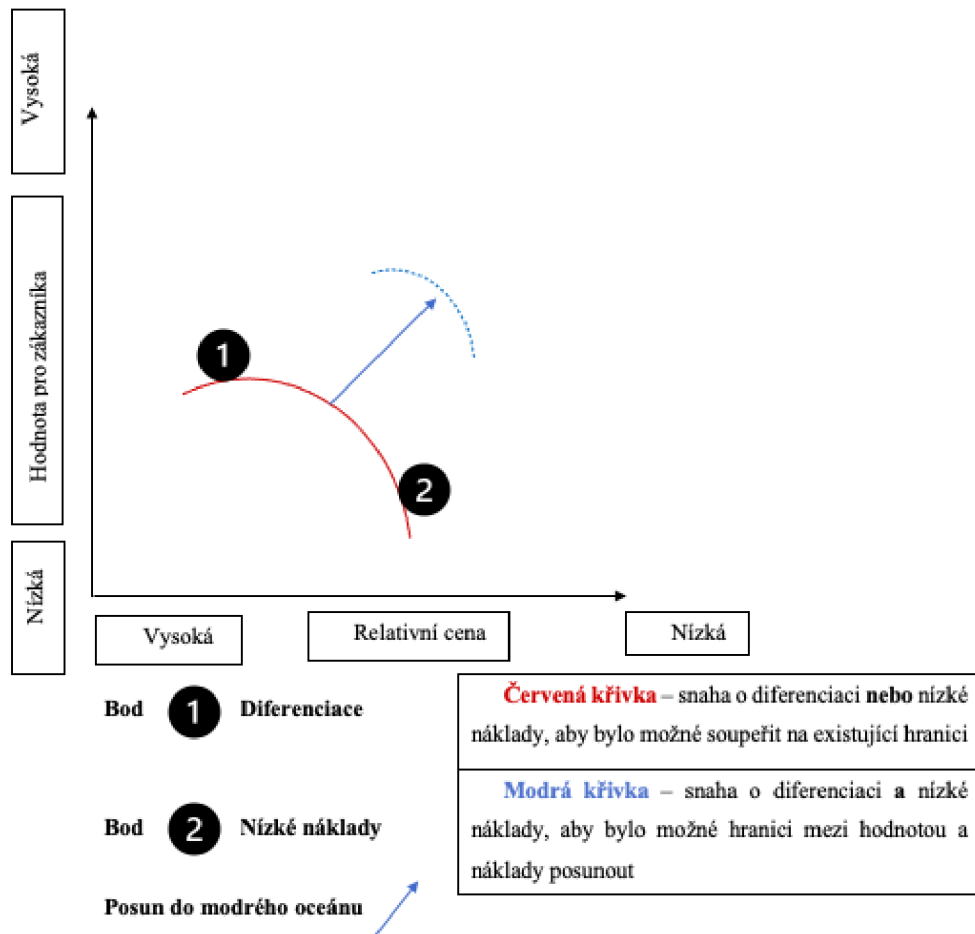 Vysoká
Hodnota pro zákazníka
Nízká
1
2
Vysoká
Relativní cena
Nízká
Bod 1 Diferenciace
Bod 2 Nízké náklady
Posun do modrého oceánu
Červená křivka – snaha o diferenciaci nebo nízké
náklady, aby bylo možné soupeřit na existující hranici
Modrá křivka – snaha o diferenciaci a nízké
náklady, aby bylo možné hranici mezi hodnotou a
náklady posunout